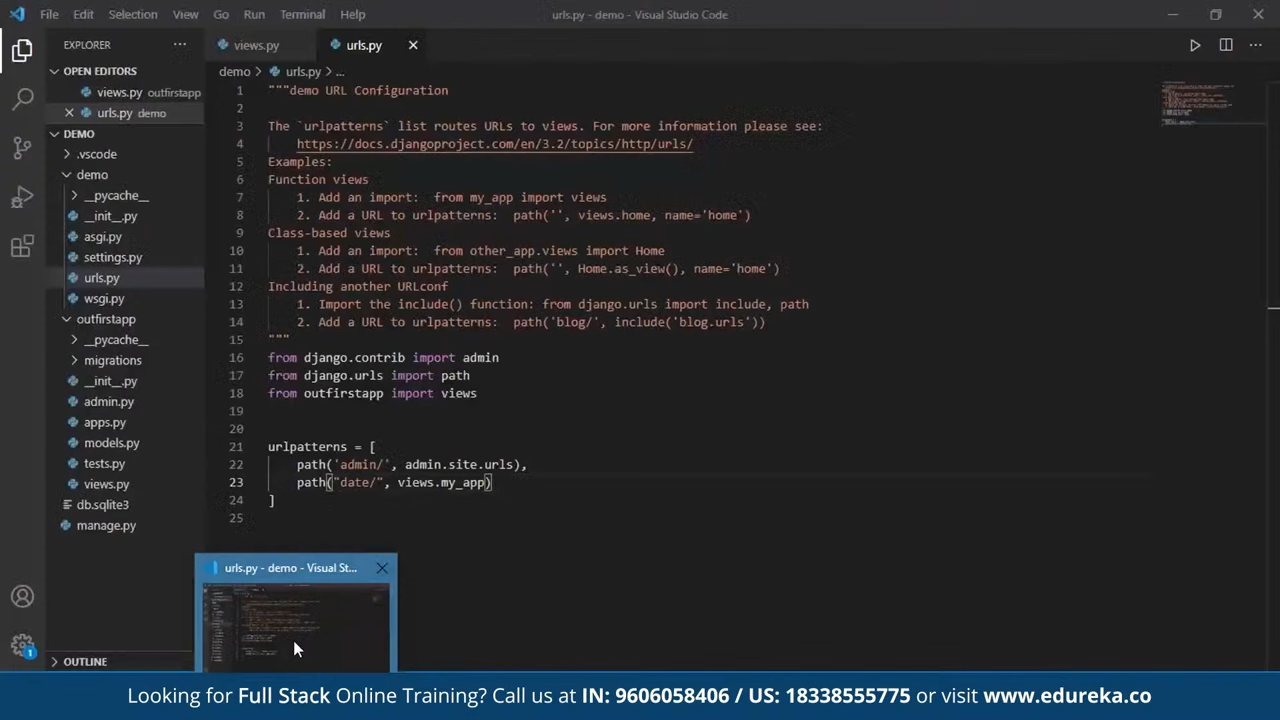 File Edit Selection View Go Run Terminal Help
urls.py - demo - Visual Studio Code
EXPLORER
OPEN EDITORS
views.py outfirstapp
urls.py demo
DEMO
.vscode
demo
__pycache__
__init__.py
asgi.py
settings.py
urls.py
wsgi.py
outfirstapp
__pycache__
migrations
__init__.py
admin.py
apps.py
models.py
tests.py
views.py
db.sqlite3
manage.py
OUTLINE
1
views.py urls.py
demo > urls.py > ...
1 """demo URL Configuration
2
3 The `urlpatterns` list routes URLs to views. For more information please see:
4 https://docs.djangoproject.com/en/3.2/topics/http/urls/
5 Examples:
6 Function views
7 1. Add an import: from my_app import views
8 2. Add a URL to urlpatterns: path('', views.home, name='home')
9 Class-based views
10 1. Add an import: from other_app.views import Home
11 2. Add a URL to urlpatterns: path('', Home.as_view(), name='home')
12 Including another URLconf
13 1. Import the include() function: from django.urls import include, path
14 2. Add a URL to urlpatterns: path('blog/', include('blog.urls'))
15 """
16 from django.contrib import admin
17 from django.urls import path
18 from outfirstapp import views
19
20
21 urlpatterns = [
22 path('admin/', admin.site.urls),
23 path("date/", views.my_app)
24 ]
25
urls.py - demo - Visual St...
Looking for Full Stack Online Training? Call us at IN: 9606058406 / US: 18338555775 or visit www.edureka.co